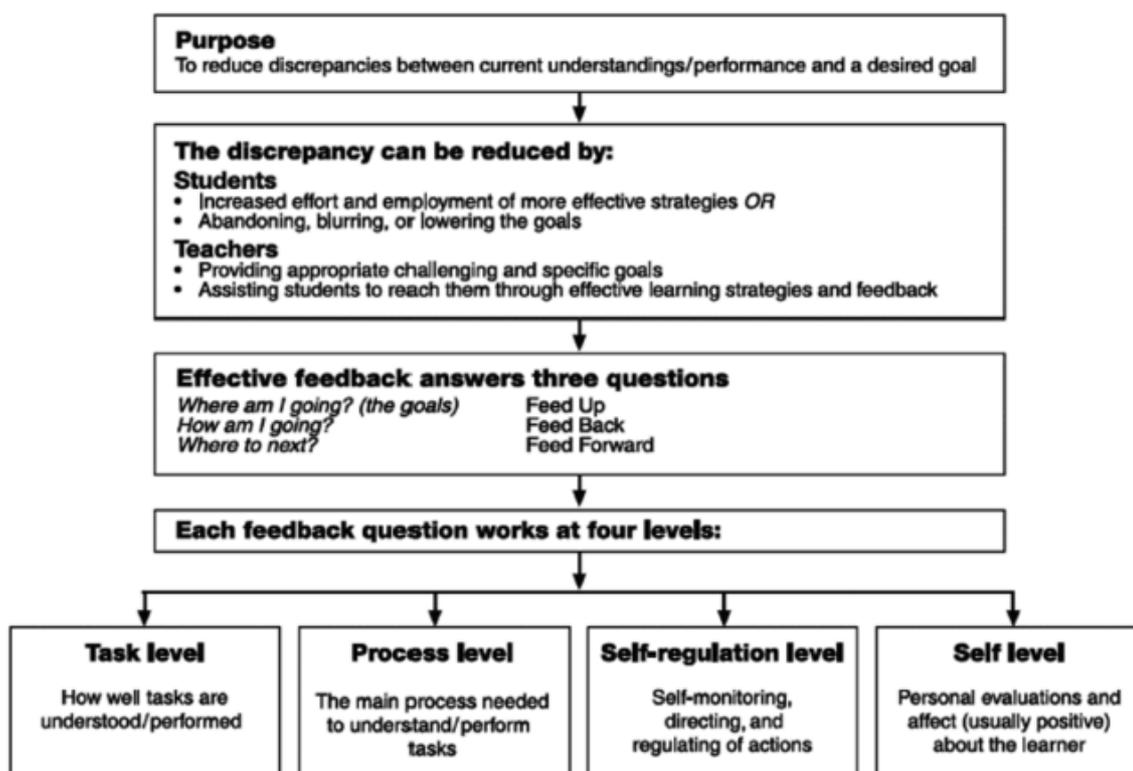 Purpose
To reduce discrepancies between current understandings/performance and a desired goal
The discrepancy can be reduced by:
Students
• Increased effort and employment of more effective strategies OR
• Abandoning, blurring, or lowering the goals
Teachers
• Providing appropriate challenging and specific goals
• Assisting students to reach them through effective learning strategies and feedback
Effective feedback answers three questions
Where am I going? (the goals) Feed Up
How am I going? Feed Back
Where to next? Feed Forward
Each feedback question works at four levels:
Task level
How well tasks are
understood/performed
Process level
The main process needed
to understand/perform
tasks
Self-regulation level
Self-monitoring,
directing, and
regulating of actions
Self level
Personal evaluations and
affect (usually positive)
about the learner